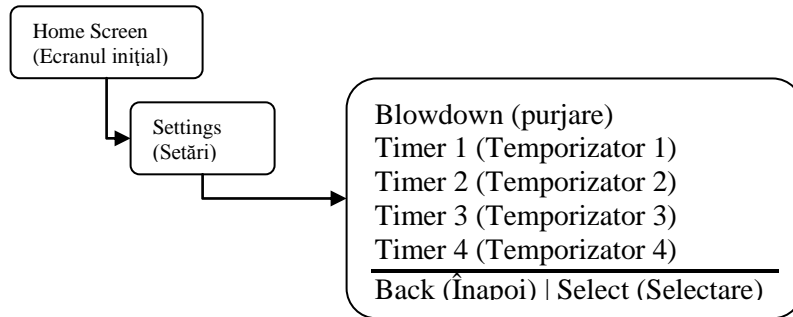 Home Screen
(Ecranul iniţial)
Settings
(Setări)
Blowdown (purjare)
Timer 1 (Temporizator 1)
Timer 2 (Temporizator 2)
Timer 3 (Temporizator 3)
Timer 4 (Temporizator 4)
Back (Înapoi) | Select (Selectare)